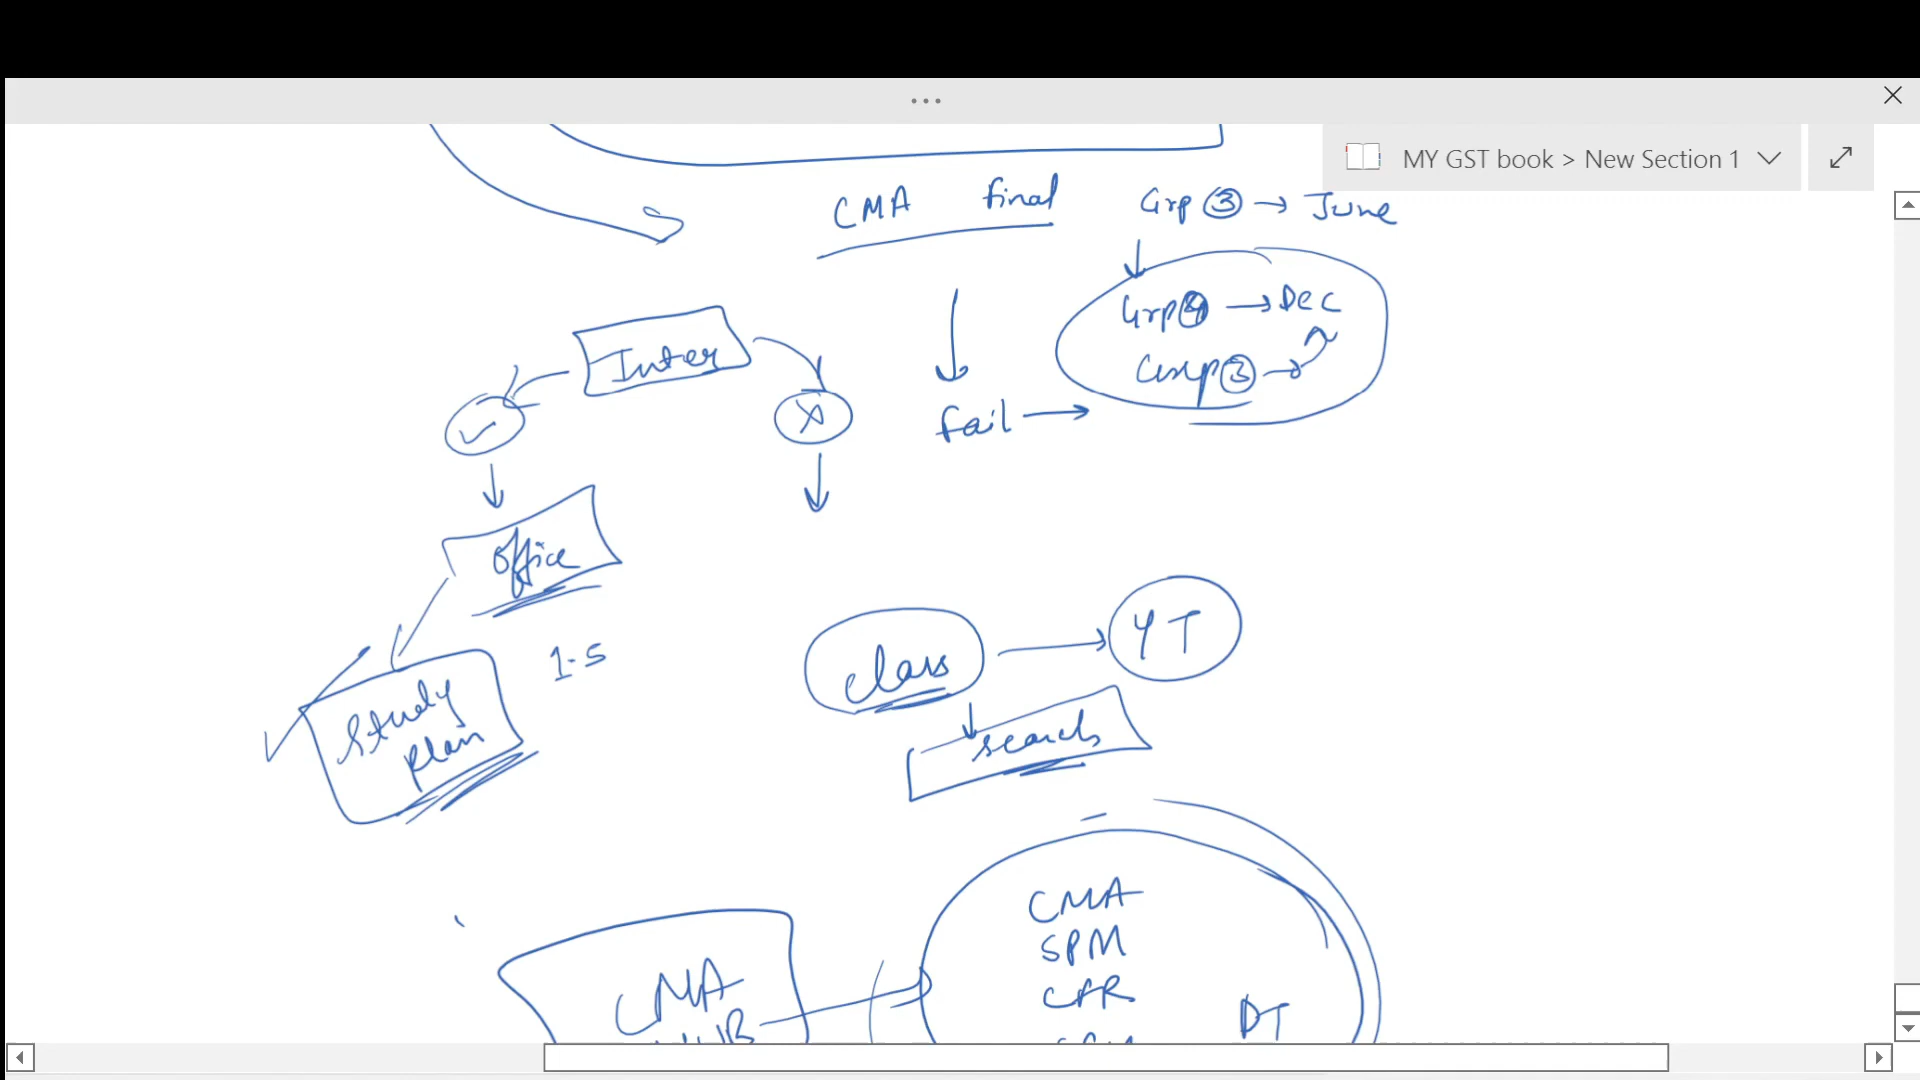 MY GST book > New Section 1
CMA final
Grp ③ → June
Grp ④ → Dec
Grp ③ →
Inter
fail →
Office
1-5
Study
Plan
class → YT
search
CMA
SPM
CFR
DT
CMA